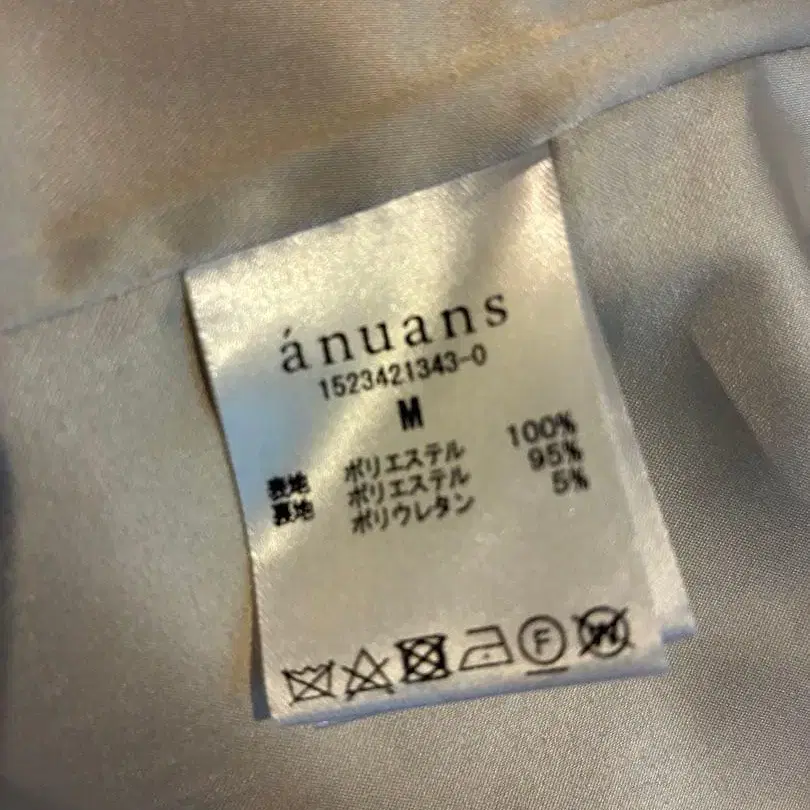 ánuans
1523421343-0
M
表地 ポリエステル 100%
裏地 ポリエステル 95%
ポリウレタン 5%
F
W